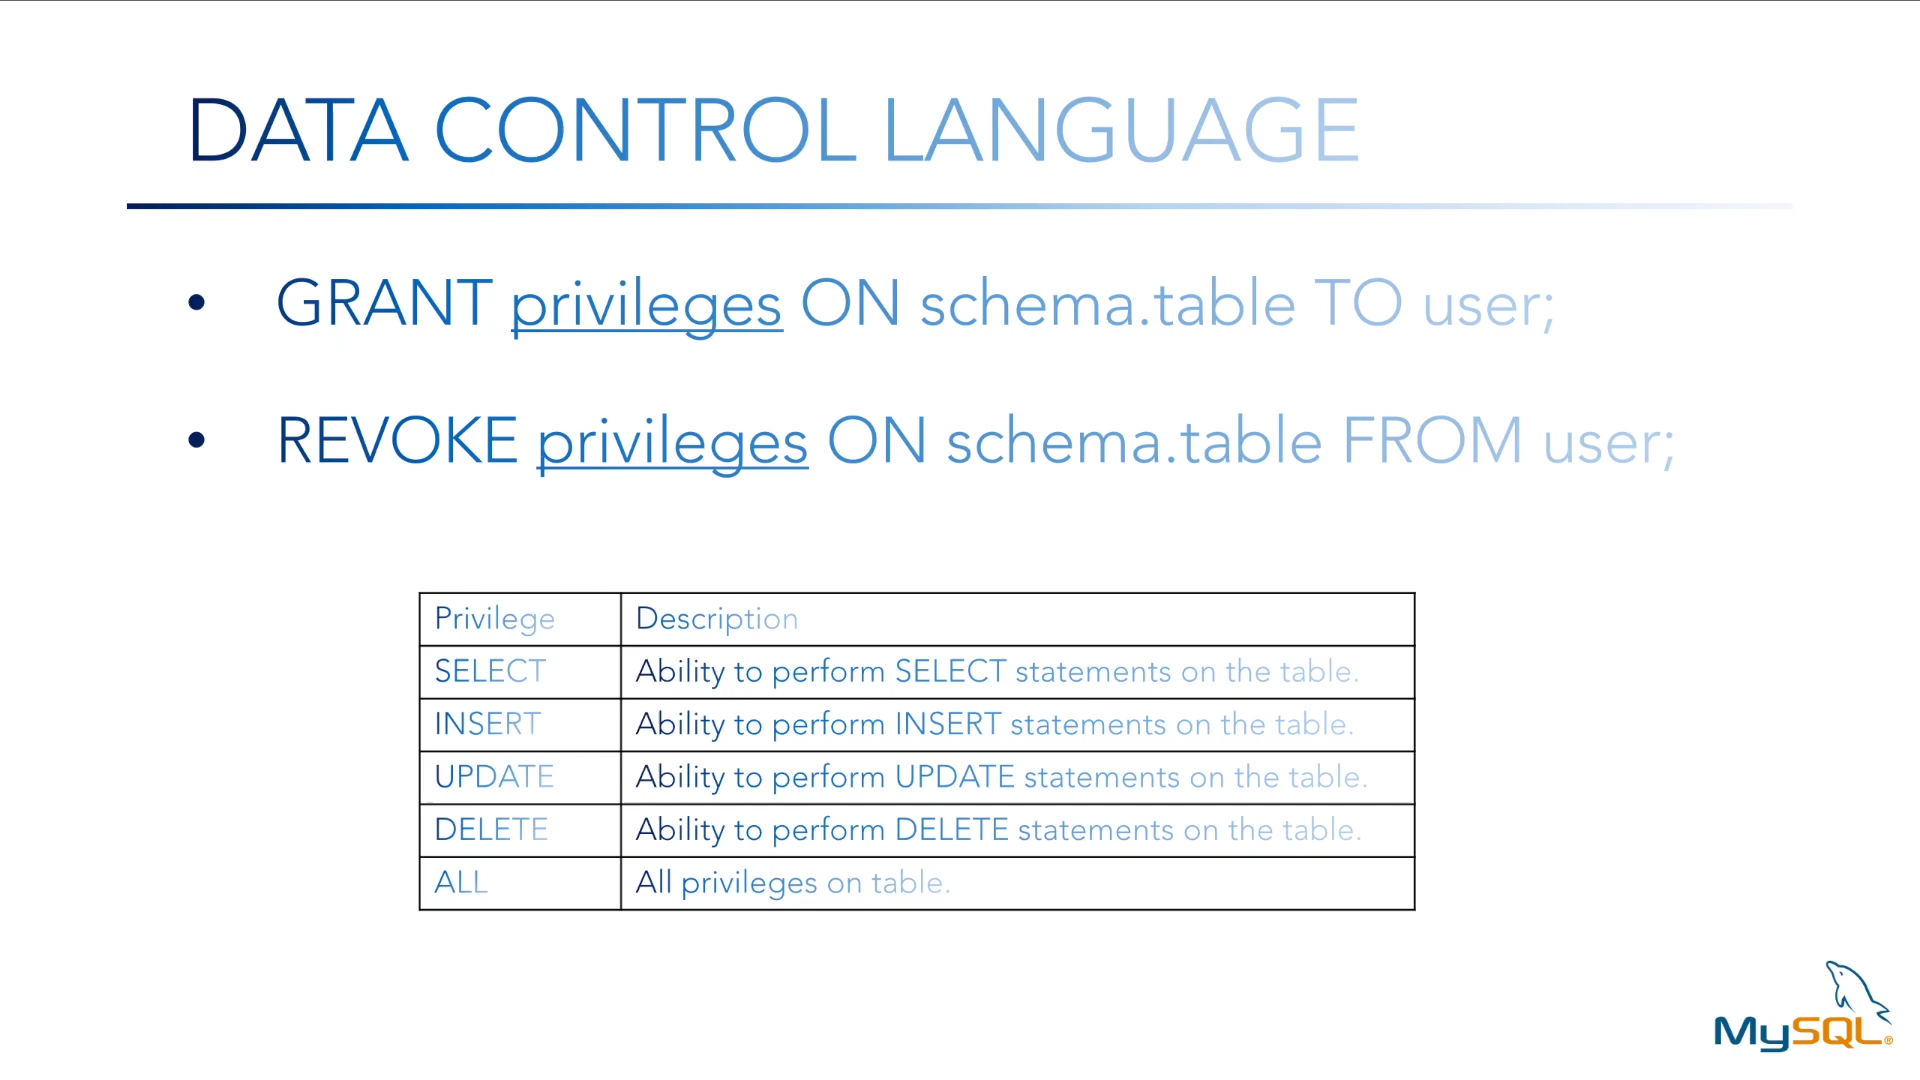 DATA CONTROL LANGUAGE
• GRANT privileges ON schema.table TO user;
• REVOKE privileges ON schema.table FROM user;
Privilege Description
SELECT Ability to perform SELECT statements on the table.
INSERT Ability to perform INSERT statements on the table.
UPDATE Ability to perform UPDATE statements on the table.
DELETE Ability to perform DELETE statements on the table.
ALL All privileges on table.
MySQL®